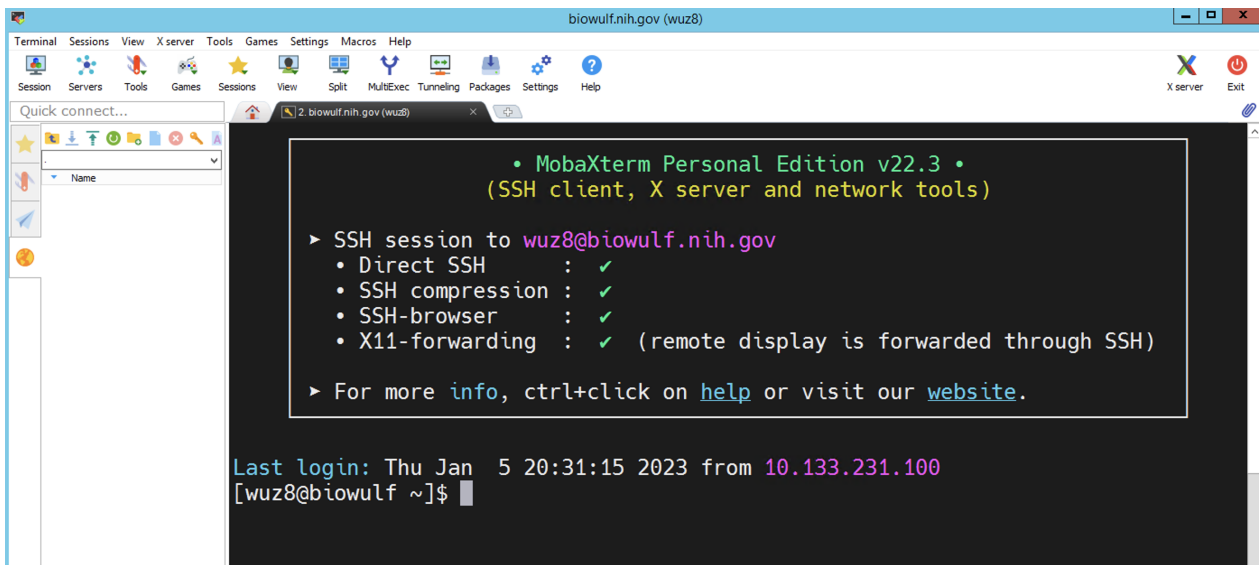 biowulf.nih.gov (wuz8)
Terminal Sessions View X server Tools Games Settings Macros Help
Session Servers Tools Games Sessions View Split MultiExec Tunneling Packages Settings Help X server Exit
Quick connect...
2. biowulf.nih.gov (wuz8)
.
Name
• MobaXterm Personal Edition v22.3 •
(SSH client, X server and network tools)
➤ SSH session to wuz8@biowulf.nih.gov
• Direct SSH : ✔
• SSH compression : ✔
• SSH-browser : ✔
• X11-forwarding : ✔ (remote display is forwarded through SSH)
➤ For more info, ctrl+click on help or visit our website.
Last login: Thu Jan  5 20:31:15 2023 from 10.133.231.100
[wuz8@biowulf ~]$